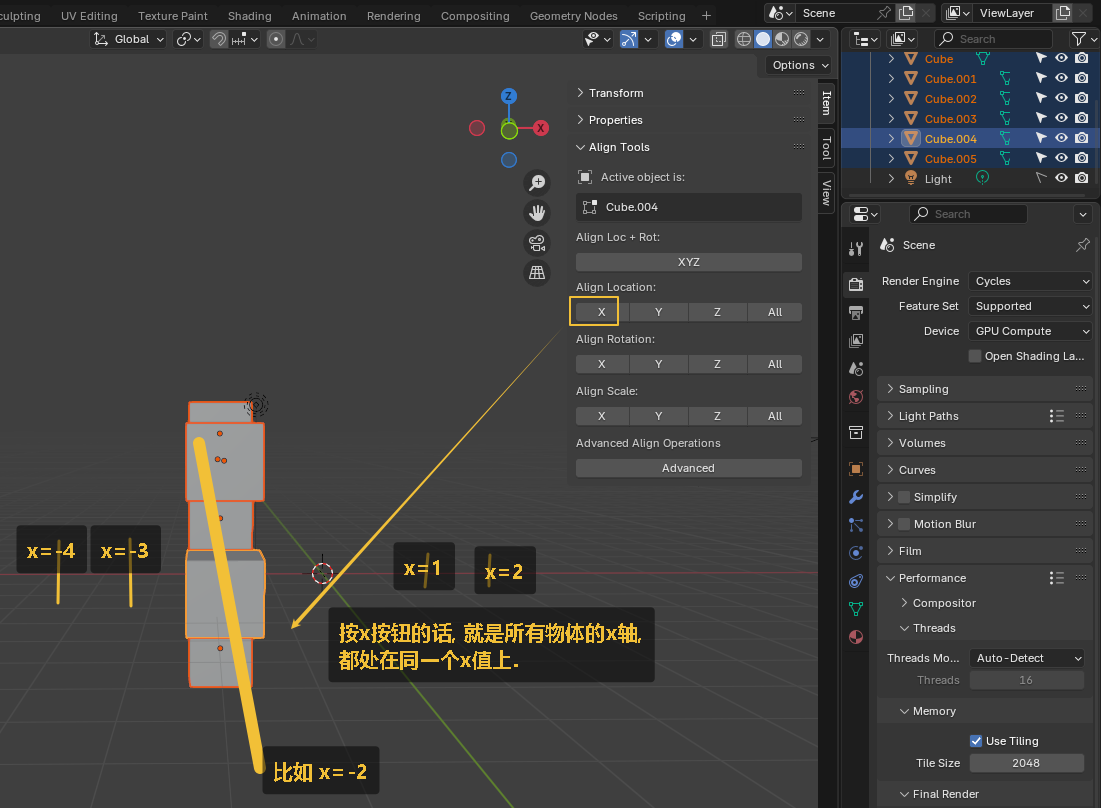 culpting UV Editing Texture Paint Shading Animation Rendering Compositing Geometry Nodes Scripting +
Scene
ViewLayer
Global
Search
Options
Cube
Cube.001
Cube.002
Cube.003
Cube.004
Cube.005
Light
Z
X
Transform
Properties
Align Tools
Active object is:
Cube.004
Align Loc + Rot:
XYZ
Align Location:
X Y Z All
Align Rotation:
X Y Z All
Align Scale:
X Y Z All
Advanced Align Operations
Advanced
Item
Tool
View
Search
Scene
Render Engine Cycles
Feature Set Supported
Device GPU Compute
Open Shading La...
Sampling
Light Paths
Volumes
Curves
Simplify
Motion Blur
Film
Performance
Compositor
Threads
Threads Mo... Auto-Detect
Threads 16
Memory
Use Tiling
Tile Size 2048
Final Render
x=-4
x=-3
x=1
x=2
按x按钮的话, 就是所有物体的x轴,
都处在同一个x值上.
比如 x=-2